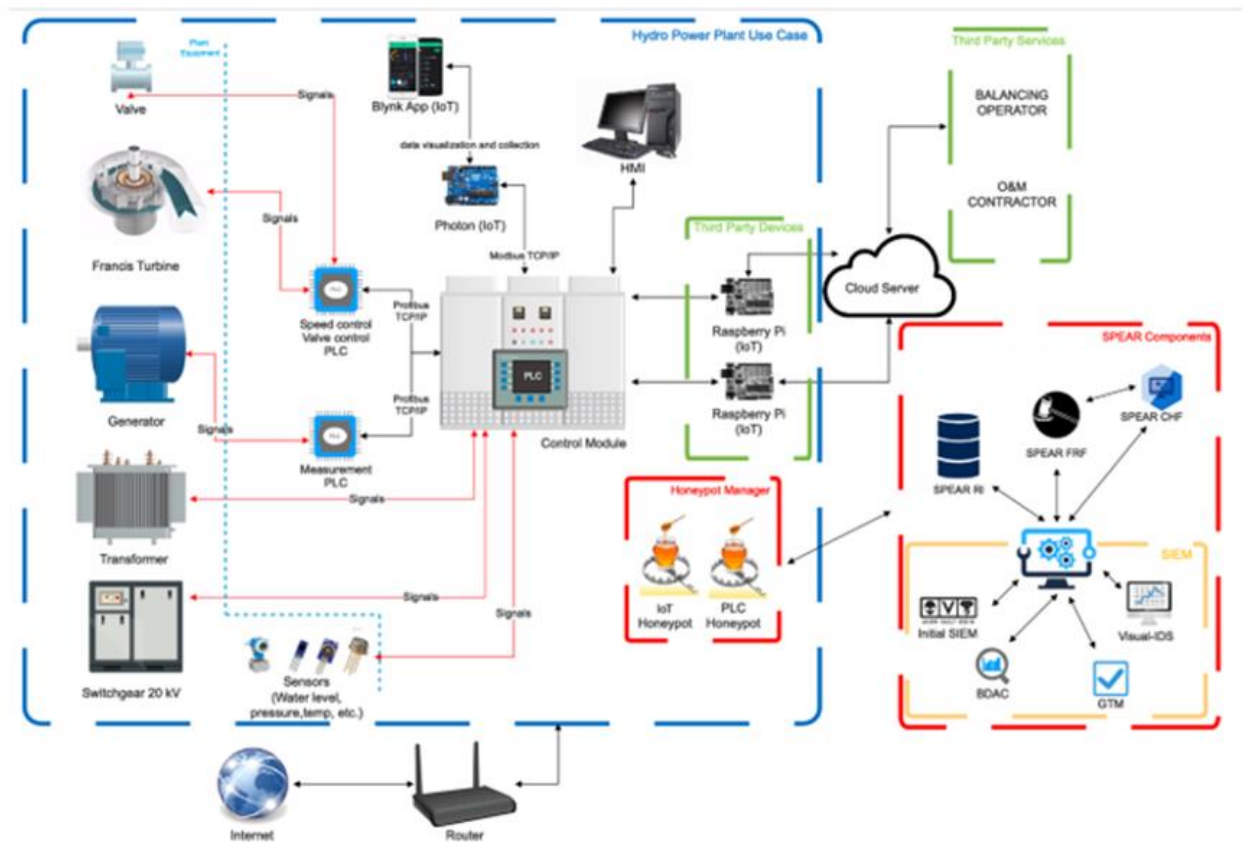 Hydro Power Plant Use Case
Plant
Equipment
Valve
Signals
Blynk App (IoT)
data visualization and collection
HMI
Third Party Services
BALANCING
OPERATOR
O&M
CONTRACTOR
Francis Turbine
Signals
Photon (IoT)
Modbus TCP/IP
Third Party Devices
Cloud Server
PLC
Speed control
Valve control
PLC
Profibus
TCP/IP
Raspberry Pi
(IoT)
SPEAR Components
PLC
Generator
Signals
PLC
Measurement
PLC
Profibus
TCP/IP
Control Module
Raspberry Pi
(IoT)
SPEAR CHF
SPEAR FRF
SPEAR RI
Signals
Transformer
Honeypot Manager
IoT
Honeypot
PLC
Honeypot
SIEM
Signals
Signals
Initial SIEM
Visual-IDS
BDAC
GTM
Switchgear 20 kV
Sensors
(Water level,
pressure,temp, etc.)
Internet
Router